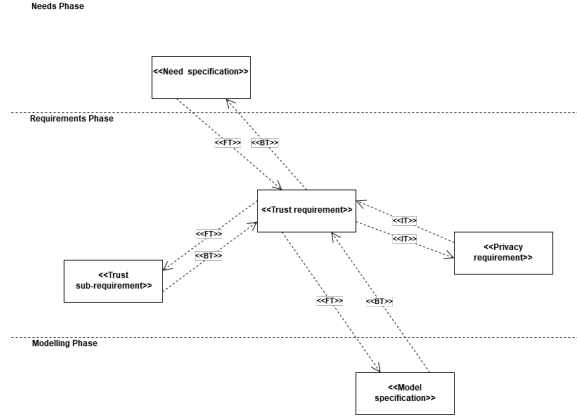 Needs Phase
<<Need specification>>
Requirements Phase
<<FT>>
<<BT>>
<<Trust requirement>>
<<IT>>
<<FT>>
<<IT>>
<<Privacy
requirement>>
<<BT>>
<<Trust
sub-requirement>>
<<FT>>
<<BT>>
Modelling Phase
<<Model
specification>>